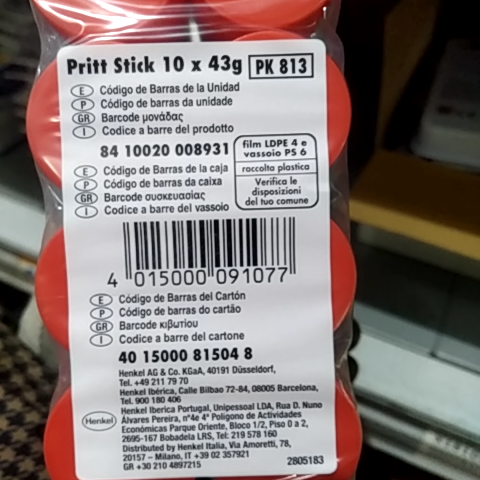 Pritt Stick 10 x 43g PK 813
E Código de Barras de la Unidad
P Código de barras da unidade
GR Barcode μονάδας
I Codice a barre del prodotto
84 10020 008931
film LDPE 4 e
vassoio PS 6
raccolta plastica
Verifica le
disposizioni
del tuo comune
E Código de Barras de la caja
P Código de barras da caixa
GR Barcode συσκευασίας
I Codice a barre del vassoio
4 015000 091077
E Código de Barras del Cartón
P Código de barras do cartão
GR Barcode κιβωτίου
I Codice a barre del cartone
40 15000 81504 8
Henkel AG & Co. KGaA, 40191 Düsseldorf,
Tel. +49 211 79 70
Henkel Ibérica, Calle Bilbao 72-84, 08005 Barcelona,
Tel. 900 180 406
Henkel Iberica Portugal, Unipessoal LDA, Rua D. Nuno
Henkel Álvares Pereira, nº4e 4º Polígono de Actividades
Económicas Parque Oriente, Bloco 1/2, Piso 0 a 2,
2695-167 Bobadela LRS, Tel: 219 578 160
Distributed by Henkel Italia, Via Amoretti, 78,
20157 – Milano, IT +39 02 357921
GR +30 210 4897215
2805183